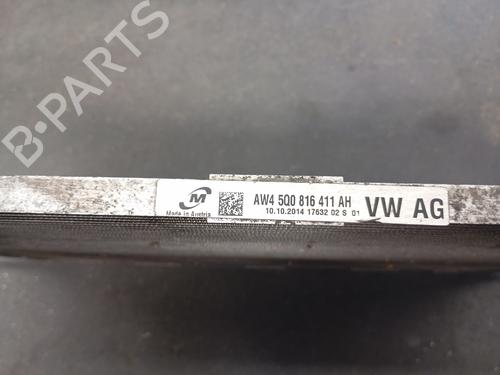 B-PARTS
M
Made in Austria
AW4 5Q0 816 411 AH
10.10.2014 17632 02 S 01
VW AG